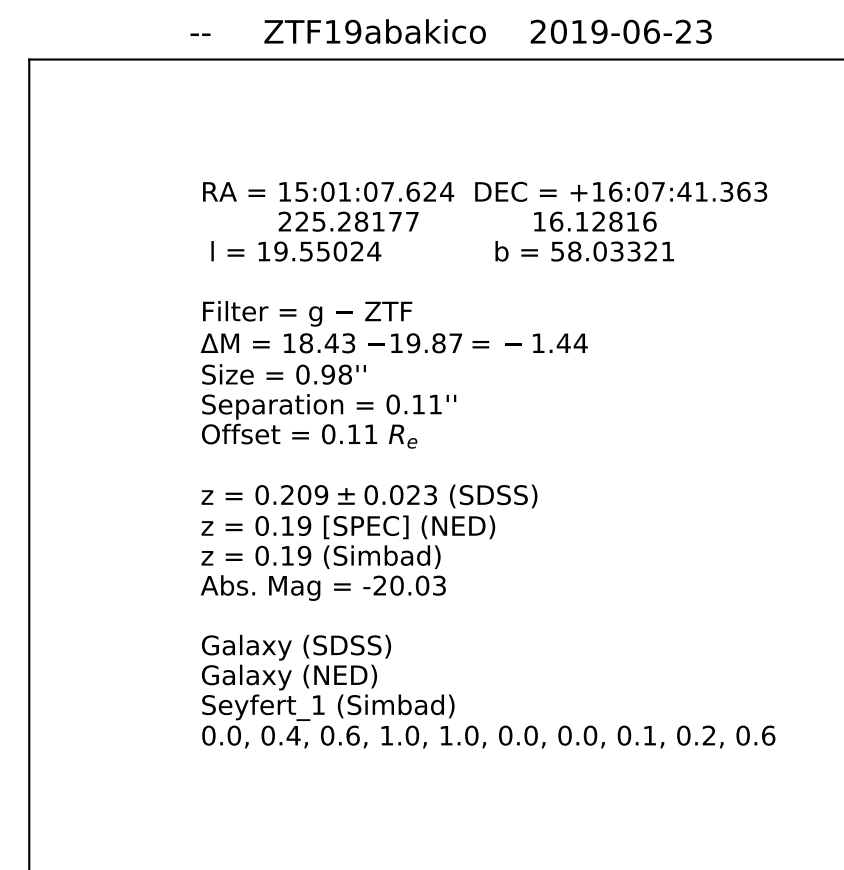 -- ZTF19abakico 2019-06-23
RA = 15:01:07.624 DEC = +16:07:41.363
225.28177 16.12816
l = 19.55024 b = 58.03321
Filter = g − ZTF
ΔM = 18.43 −19.87 = − 1.44
Size = 0.98''
Separation = 0.11''
Offset = 0.11 Rₑ
z = 0.209 ± 0.023 (SDSS)
z = 0.19 [SPEC] (NED)
z = 0.19 (Simbad)
Abs. Mag = -20.03
Galaxy (SDSS)
Galaxy (NED)
Seyfert_1 (Simbad)
0.0, 0.4, 0.6, 1.0, 1.0, 0.0, 0.0, 0.1, 0.2, 0.6